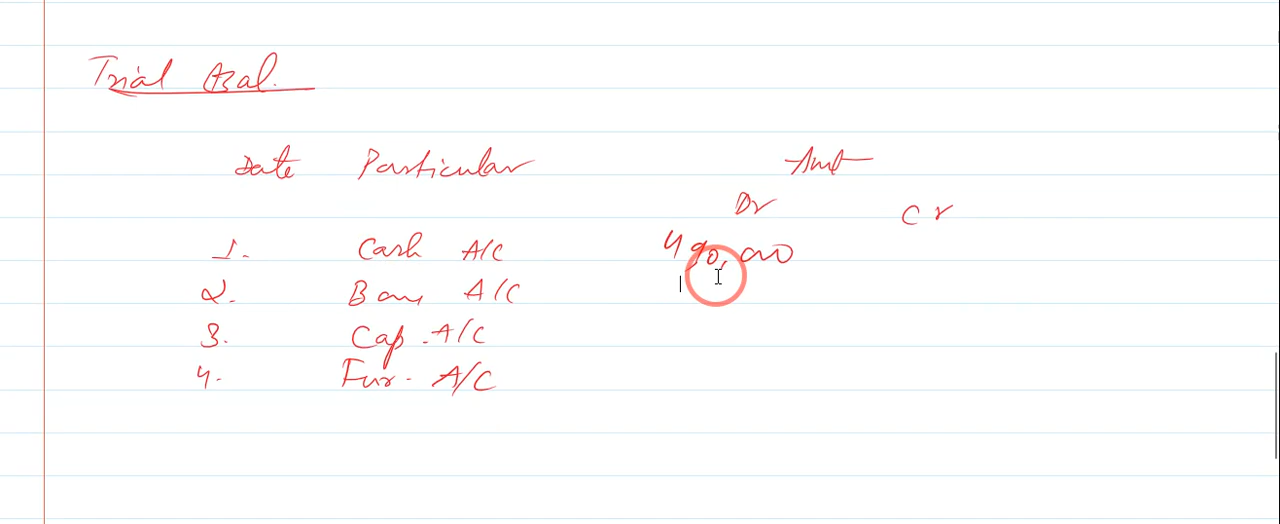 Trial Bal.
Date Particular Amt
Dr Cr
1. Cash A/C 490,000
2. Bank A/C
3. Cap. A/C
4. Fur. A/C